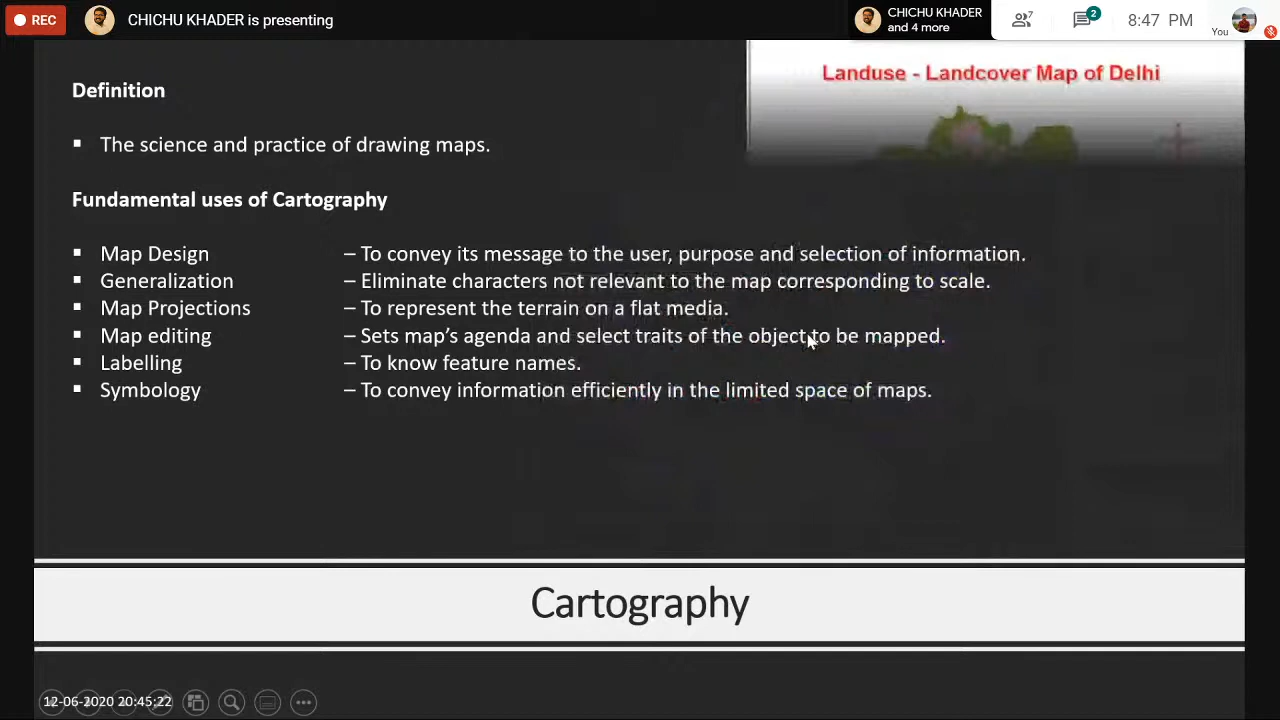 REC
CHICHU KHADER is presenting
CHICHU KHADER
and 4 more
7
2
8:47 PM
You
Landuse - Landcover Map of Delhi
Definition
▪ The science and practice of drawing maps.
Fundamental uses of Cartography
▪ Map Design – To convey its message to the user, purpose and selection of information.
▪ Generalization – Eliminate characters not relevant to the map corresponding to scale.
▪ Map Projections – To represent the terrain on a flat media.
▪ Map editing – Sets map's agenda and select traits of the object to be mapped.
▪ Labelling – To know feature names.
▪ Symbology – To convey information efficiently in the limited space of maps.
Cartography
12-06-2020 20:45:22